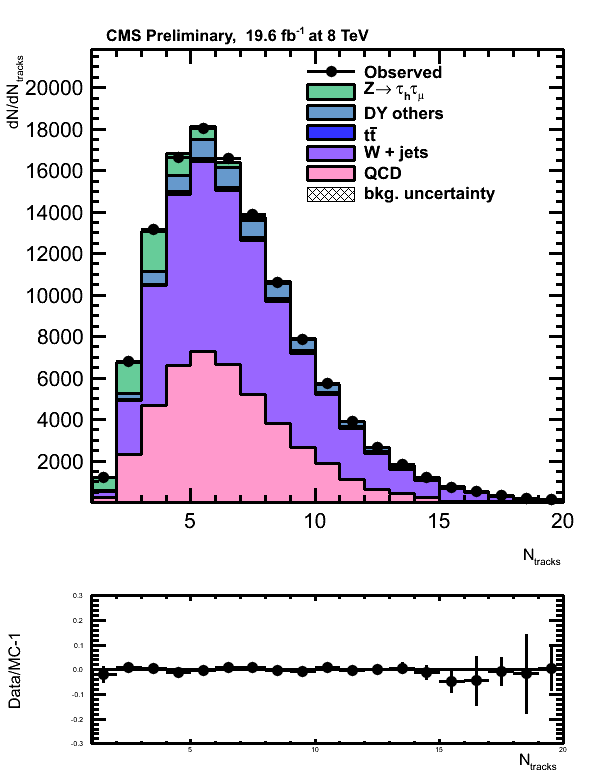 CMS Preliminary, 19.6 fb⁻¹ at 8 TeV
dN/dN_tracks
20000
18000
16000
14000
12000
10000
8000
6000
4000
2000
Observed
Z→ τ_hτ_μ
DY others
tt̄
W + jets
QCD
bkg. uncertainty
5 10 15 20
N_tracks
Data/MC-1
0.3
0.2
0.1
0.0
-0.1
-0.2
-0.3
5 10 15 20
N_tracks